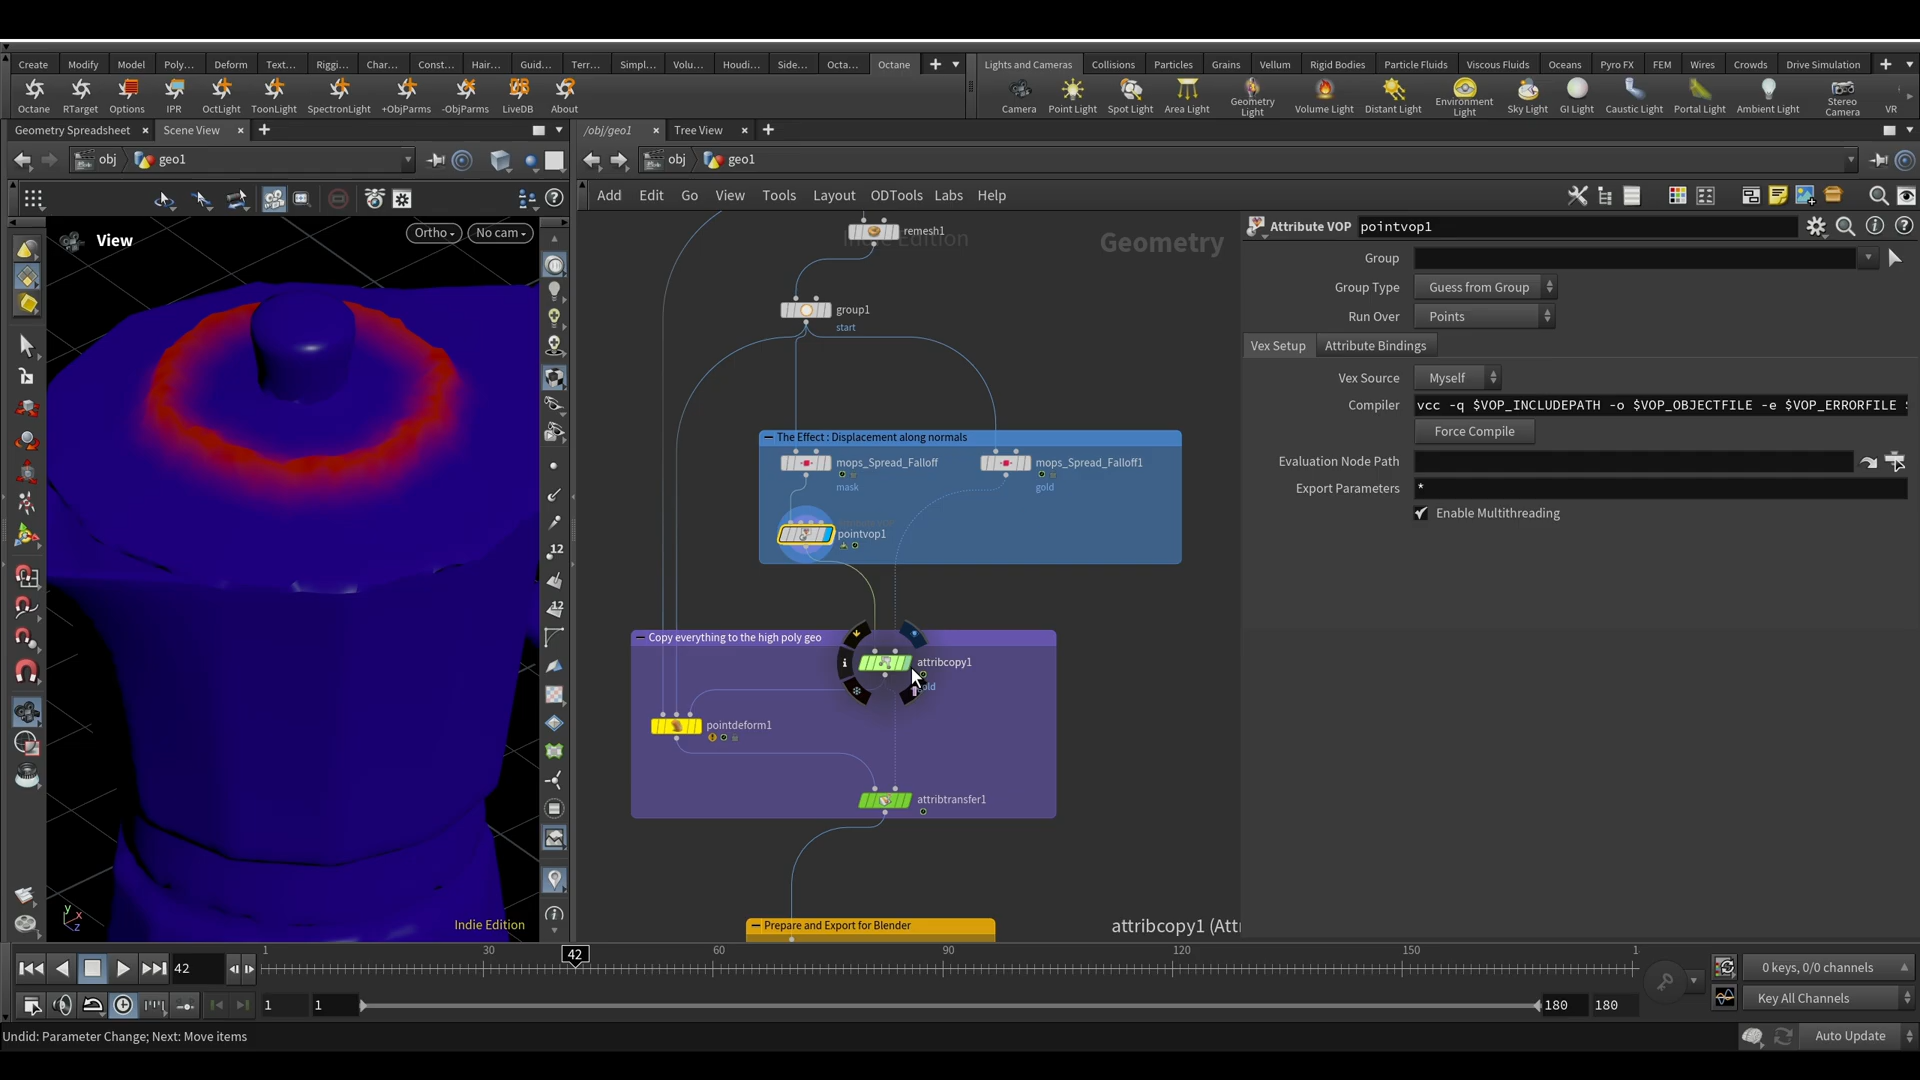 Create Modify Model Poly... Deform Text... Riggi... Char... Const... Hair... Guid... Terr... Simpl... Volu... Houdi... Side... Octa... Octane
Lights and Cameras Collisions Particles Grains Vellum Rigid Bodies Particle Fluids Viscous Fluids Oceans Pyro FX FEM Wires Crowds Drive Simulation
Octane RTarget Options IPR OctLight ToonLight SpectronLight +ObjParms -ObjParms LiveDB About
Camera Point Light Spot Light Area Light Geometry Light Volume Light Distant Light Environment Light Sky Light GI Light Caustic Light Portal Light Ambient Light Stereo Camera VR
Geometry Spreadsheet Scene View
/obj/geo1 Tree View
obj geo1
obj geo1
Add Edit Go View Tools Layout ODTools Labs Help
View
Ortho No cam
Indie Edition
Geometry
remesh1
group1
start
The Effect : Displacement along normals
mops_Spread_Falloff
mask
mops_Spread_Falloff1
gold
pointvop1
Copy everything to the high poly geo
attribcopy1
pointdeform1
attribtransfer1
Prepare and Export for Blender
attribcopy1 (Attr
Attribute VOP pointvop1
Group
Group Type Guess from Group
Run Over Points
Vex Setup Attribute Bindings
Vex Source Myself
Compiler vcc -q $VOP_INCLUDEPATH -o $VOP_OBJECTFILE -e $VOP_ERRORFILE
Force Compile
Evaluation Node Path
Export Parameters *
Enable Multithreading
12
12
y
x
z
Indie Edition
1 30 42 60 90 120 150 1
42
0 keys, 0/0 channels
1 1 180 180
Key All Channels
Undid: Parameter Change; Next: Move items
Auto Update